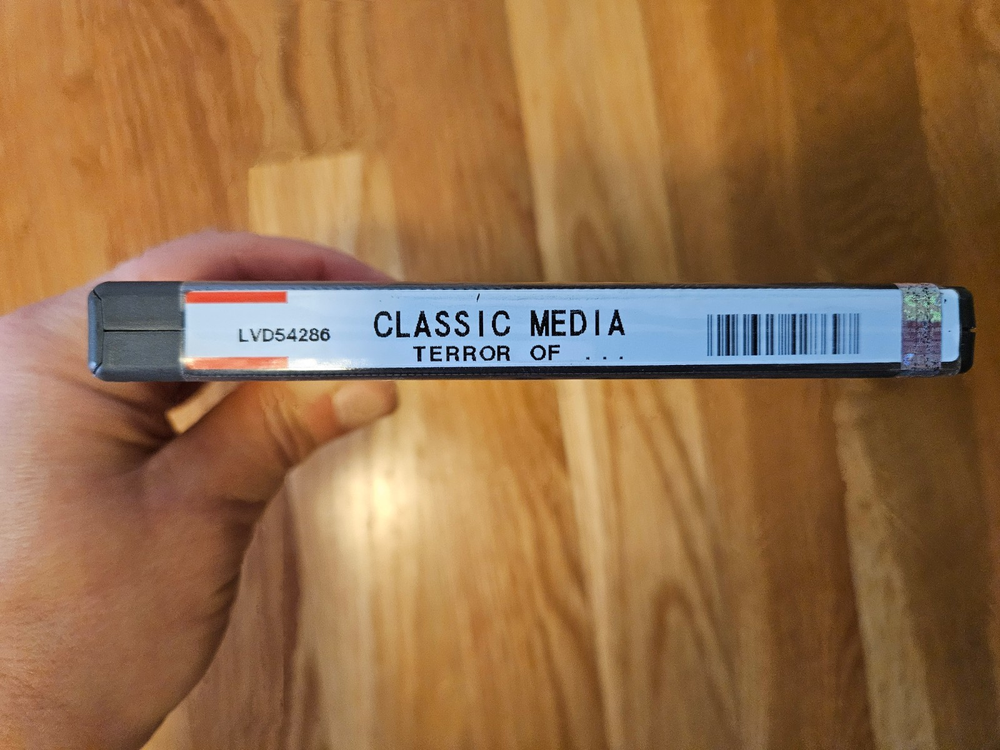 LVD54286
CLASSIC MEDIA
TERROR OF ...